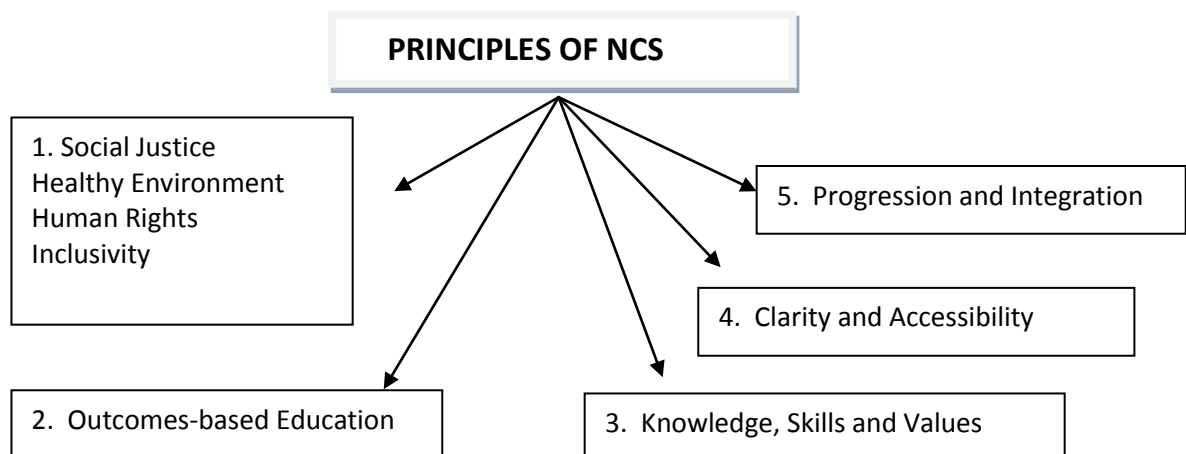 PRINCIPLES OF NCS
1. Social Justice
Healthy Environment
Human Rights
Inclusivity
2. Outcomes-based Education
3. Knowledge, Skills and Values
4. Clarity and Accessibility
5. Progression and Integration